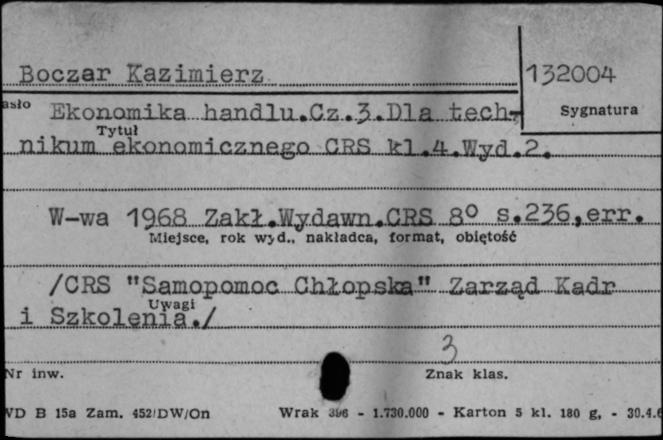 Boczar Kazimierz 132004
asło Ekonomika handlu.Cz.3.Dla tech- Sygnatura
Tytuł
nikum ekonomicznego CRS kl.4.Wyd.2.
W-wa 1968 Zakł.Wydawn.CRS 8° s.236,err.
Miejsce, rok wyd., nakładca, format, objętość
/CRS "Samopomoc Chłopska" Zarząd Kadr
Uwagi
i Szkolenia./
3
Nr inw. Znak klas.
WD B 15a Zam. 452/DW/On Wrak 396 - 1.730.000 - Karton 5 kl. 180 g, - 30.4.6